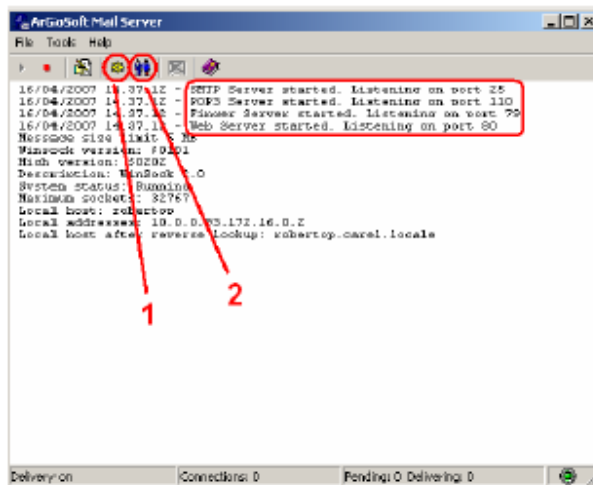 ArGoSoft Mail Server
File Tools Help
16/04/2007 14.37.12 - SMTP Server started. Listening on port 25
16/04/2007 14.37.12 - POP3 Server started. Listening on port 110
16/04/2007 14.37.12 - Finger Server started. Listening on port 79
16/04/2007 14.37.12 - Web Server started. Listening on port 80
Message size limit 5 MB
Winsock version: $0101
High version: $0202
Description: WinSock 2.0
System status: Running
Maximum sockets: 32767
Local host: robertop
Local addresses: 172.16.0.2
Local host after reverse lookup: robertop.carel.locale
1
2
Delivery: on
Connections: 0
Pending: 0 Delivering: 0